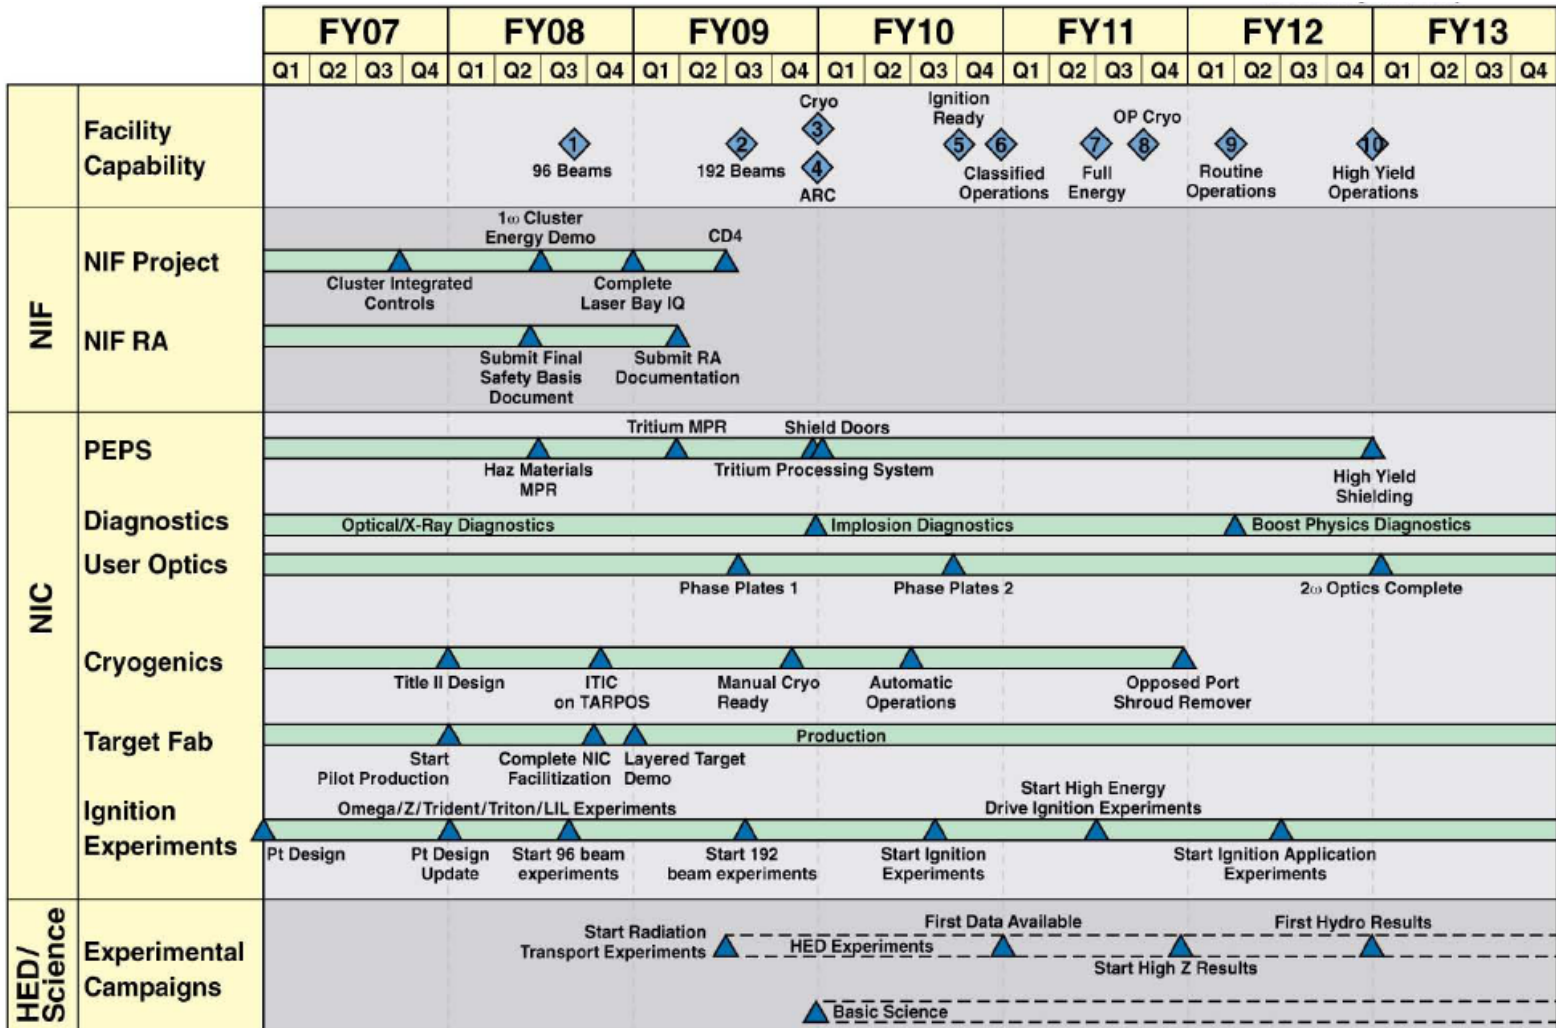 FY07 FY08 FY09 FY10 FY11 FY12 FY13
Q1 Q2 Q3 Q4 Q1 Q2 Q3 Q4 Q1 Q2 Q3 Q4 Q1 Q2 Q3 Q4 Q1 Q2 Q3 Q4 Q1 Q2 Q3 Q4 Q1 Q2 Q3 Q4
Facility
Capability
1
96 Beams
2
192 Beams
Cryo
3
4
ARC
Ignition
Ready
5
6
Classified
Operations
7
Full
Energy
OP Cryo
8
9
Routine
Operations
10
High Yield
Operations
NIF
NIF Project
Cluster Integrated
Controls
1ω Cluster
Energy Demo
Complete
Laser Bay IQ
CD4
NIF RA
Submit Final
Safety Basis
Document
Submit RA
Documentation
NIC
PEPS
Haz Materials
MPR
Tritium MPR
Shield Doors
Tritium Processing System
High Yield
Shielding
Diagnostics
Optical/X-Ray Diagnostics
Implosion Diagnostics
Boost Physics Diagnostics
User Optics
Phase Plates 1
Phase Plates 2
2ω Optics Complete
Cryogenics
Title II Design
ITIC
on TARPOS
Manual Cryo
Ready
Automatic
Operations
Opposed Port
Shroud Remover
Target Fab
Start
Pilot Production
Complete NIC
Facilitization
Layered Target
Demo
Production
Ignition
Experiments
Omega/Z/Trident/Triton/LIL Experiments
Start High Energy
Drive Ignition Experiments
Pt Design
Pt Design
Update
Start 96 beam
experiments
Start 192
beam experiments
Start Ignition
Experiments
Start Ignition Application
Experiments
HED/
Science
Experimental
Campaigns
Start Radiation
Transport Experiments
HED Experiments
First Data Available
Start High Z Results
First Hydro Results
Basic Science